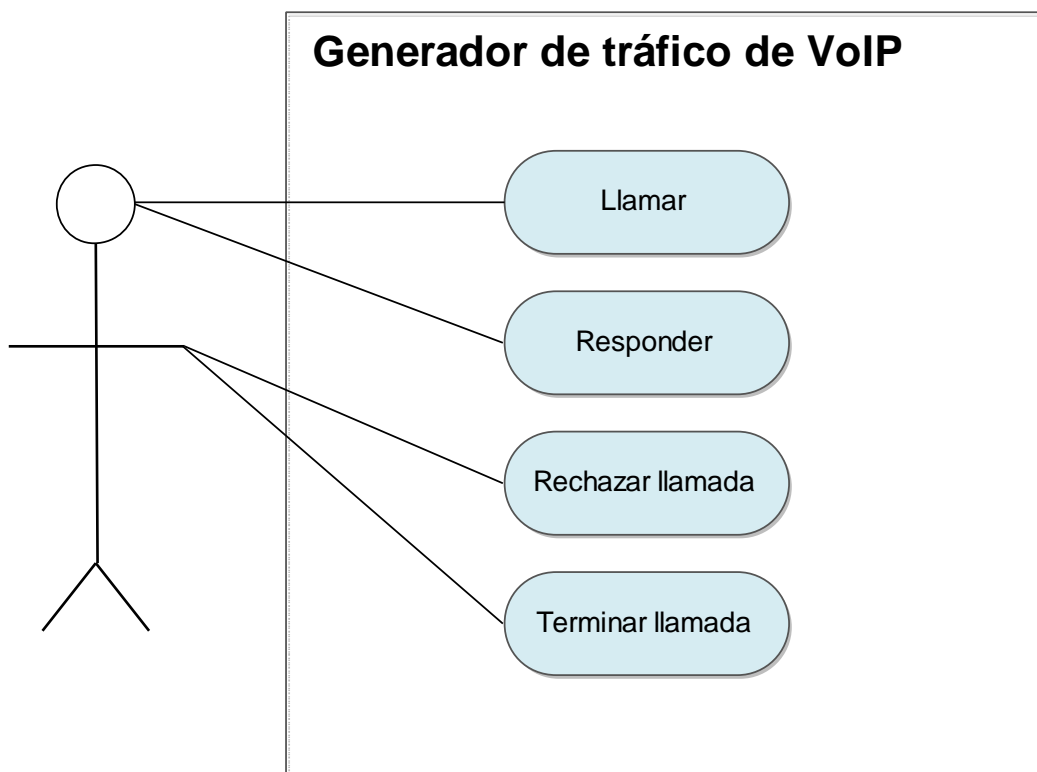 Generador de tráfico de VoIP
Llamar
Responder
Rechazar llamada
Terminar llamada